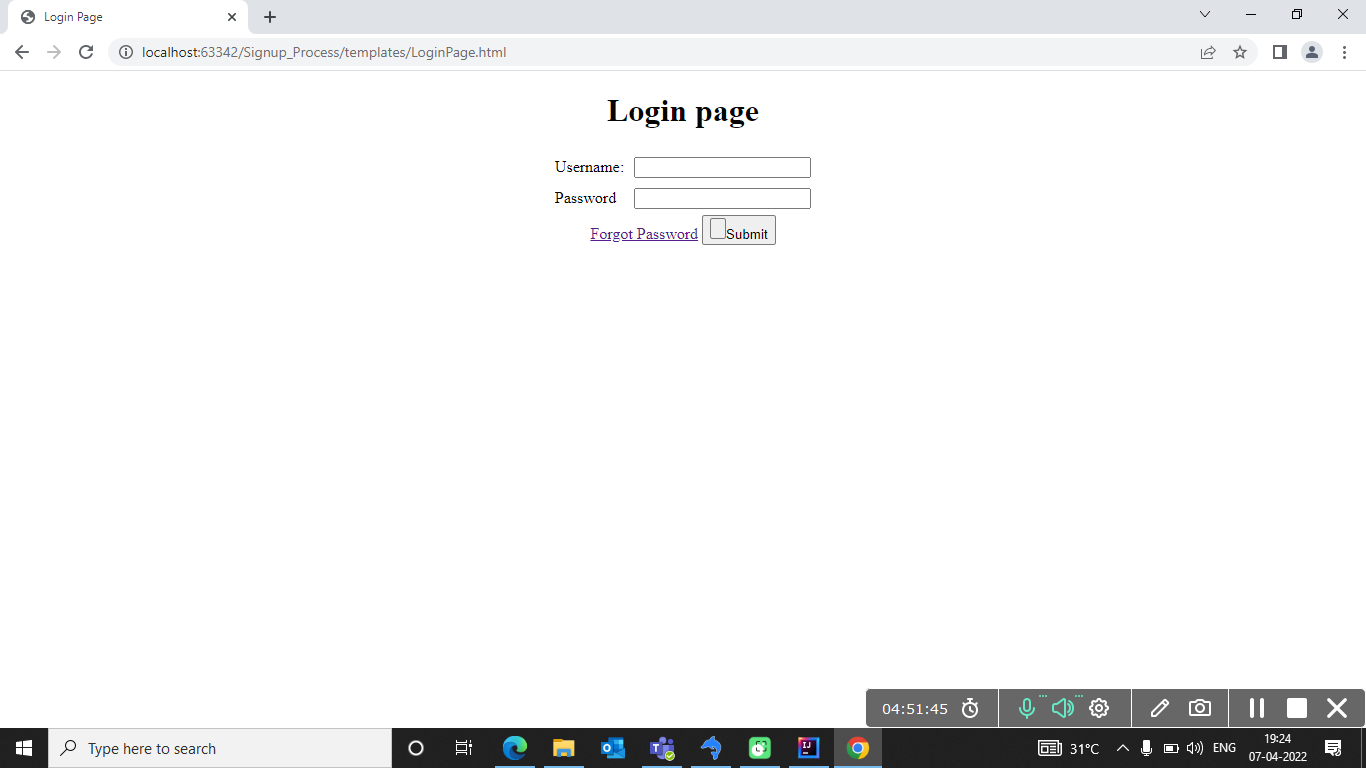 Login Page
localhost:63342/Signup_Process/templates/LoginPage.html
Login page
Username:
Password
Forgot Password Submit
04:51:45
Type here to search
IJ
31°C
ENG
19:24
07-04-2022